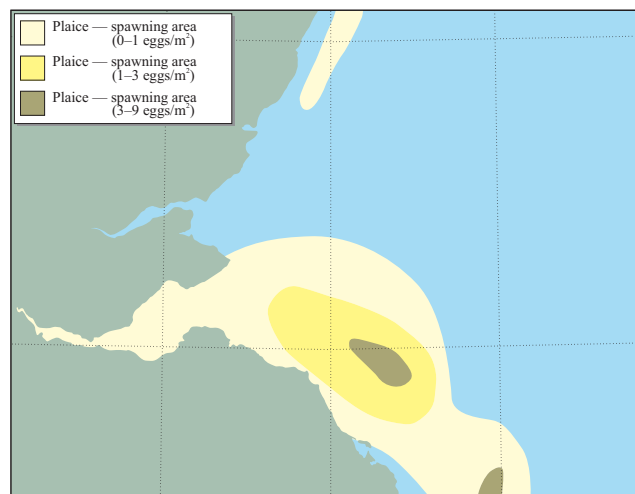 Plaice — spawning area
(0–1 eggs/m²)
Plaice — spawning area
(1–3 eggs/m²)
Plaice — spawning area
(3–9 eggs/m²)